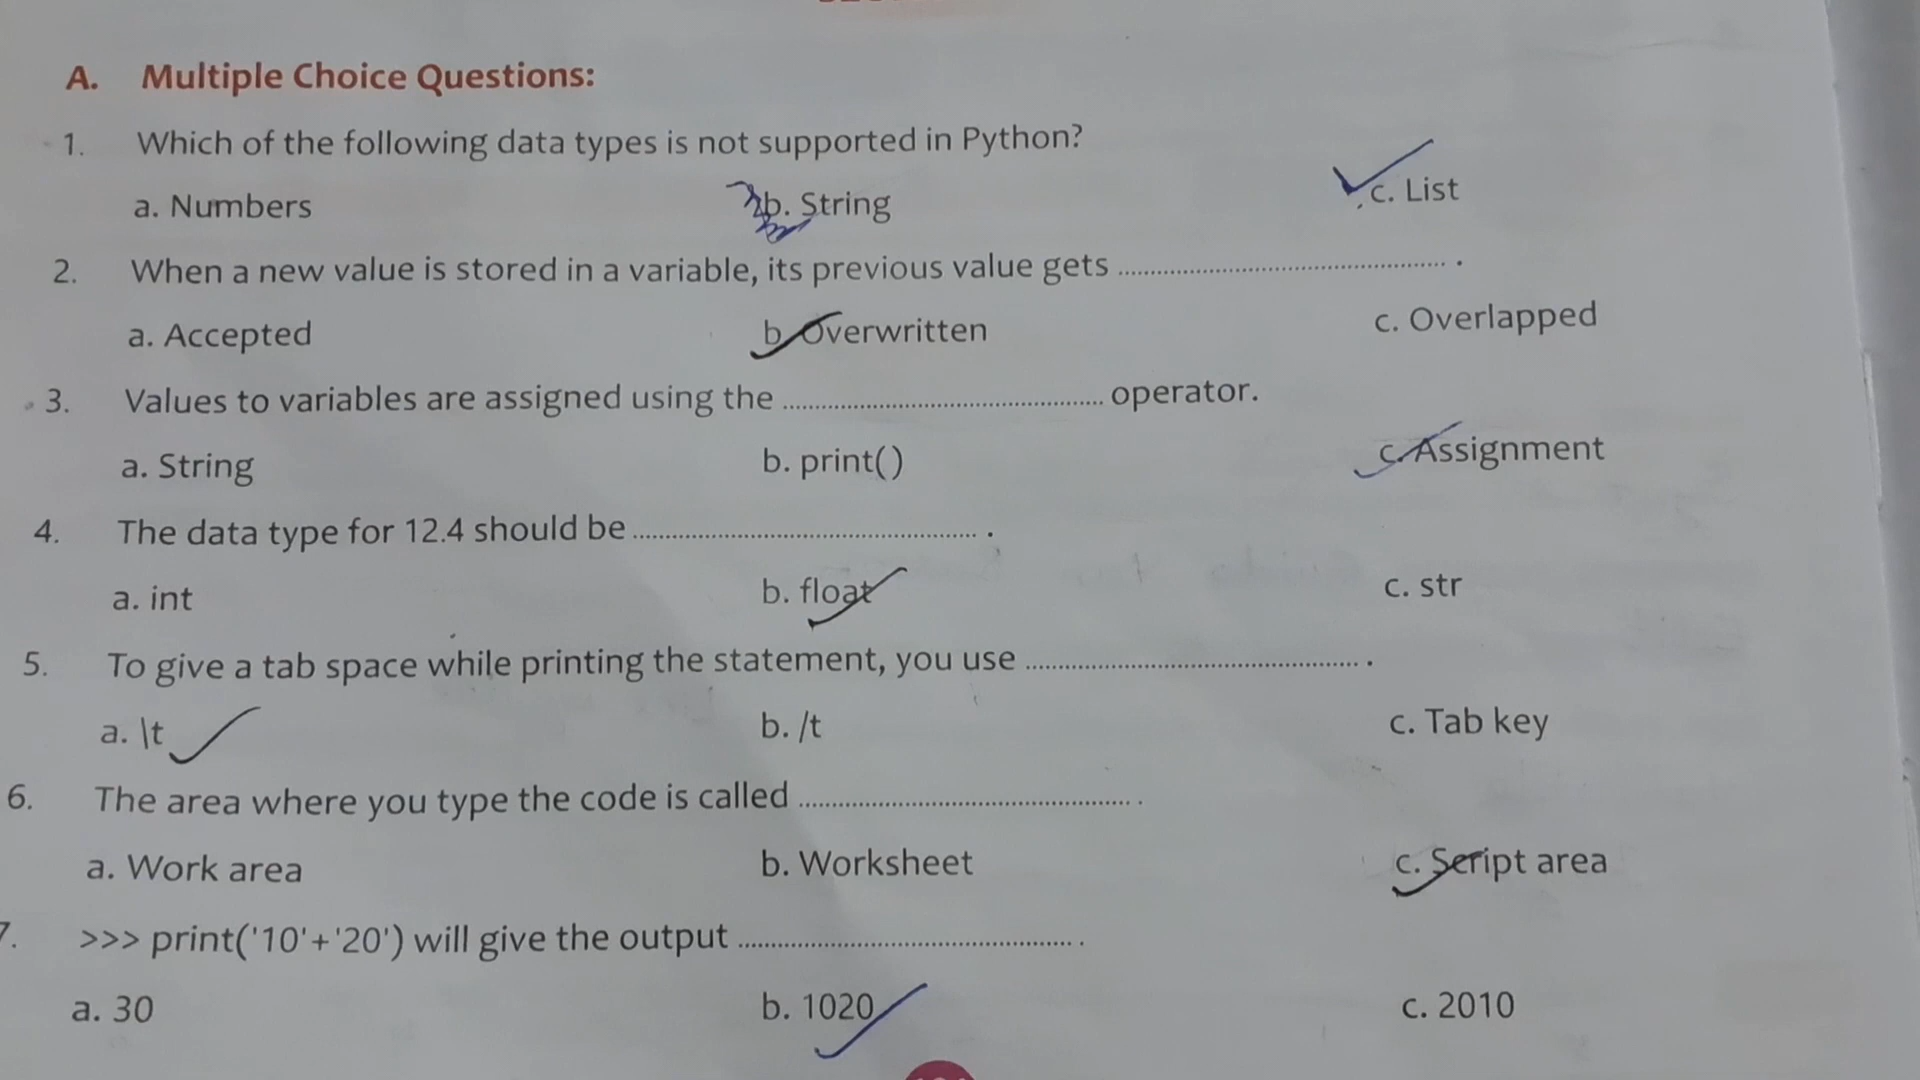 A. Multiple Choice Questions:
1. Which of the following data types is not supported in Python?
a. Numbers b. String c. List
2. When a new value is stored in a variable, its previous value gets .............................................. .
a. Accepted b. Overwritten c. Overlapped
3. Values to variables are assigned using the .............................................. operator.
a. String b. print() c. Assignment
4. The data type for 12.4 should be .............................................. .
a. int b. float c. str
5. To give a tab space while printing the statement, you use .............................................. .
a. \t b. /t c. Tab key
6. The area where you type the code is called .............................................. .
a. Work area b. Worksheet c. Script area
7. >>> print('10'+'20') will give the output .............................................. .
a. 30 b. 1020 c. 2010